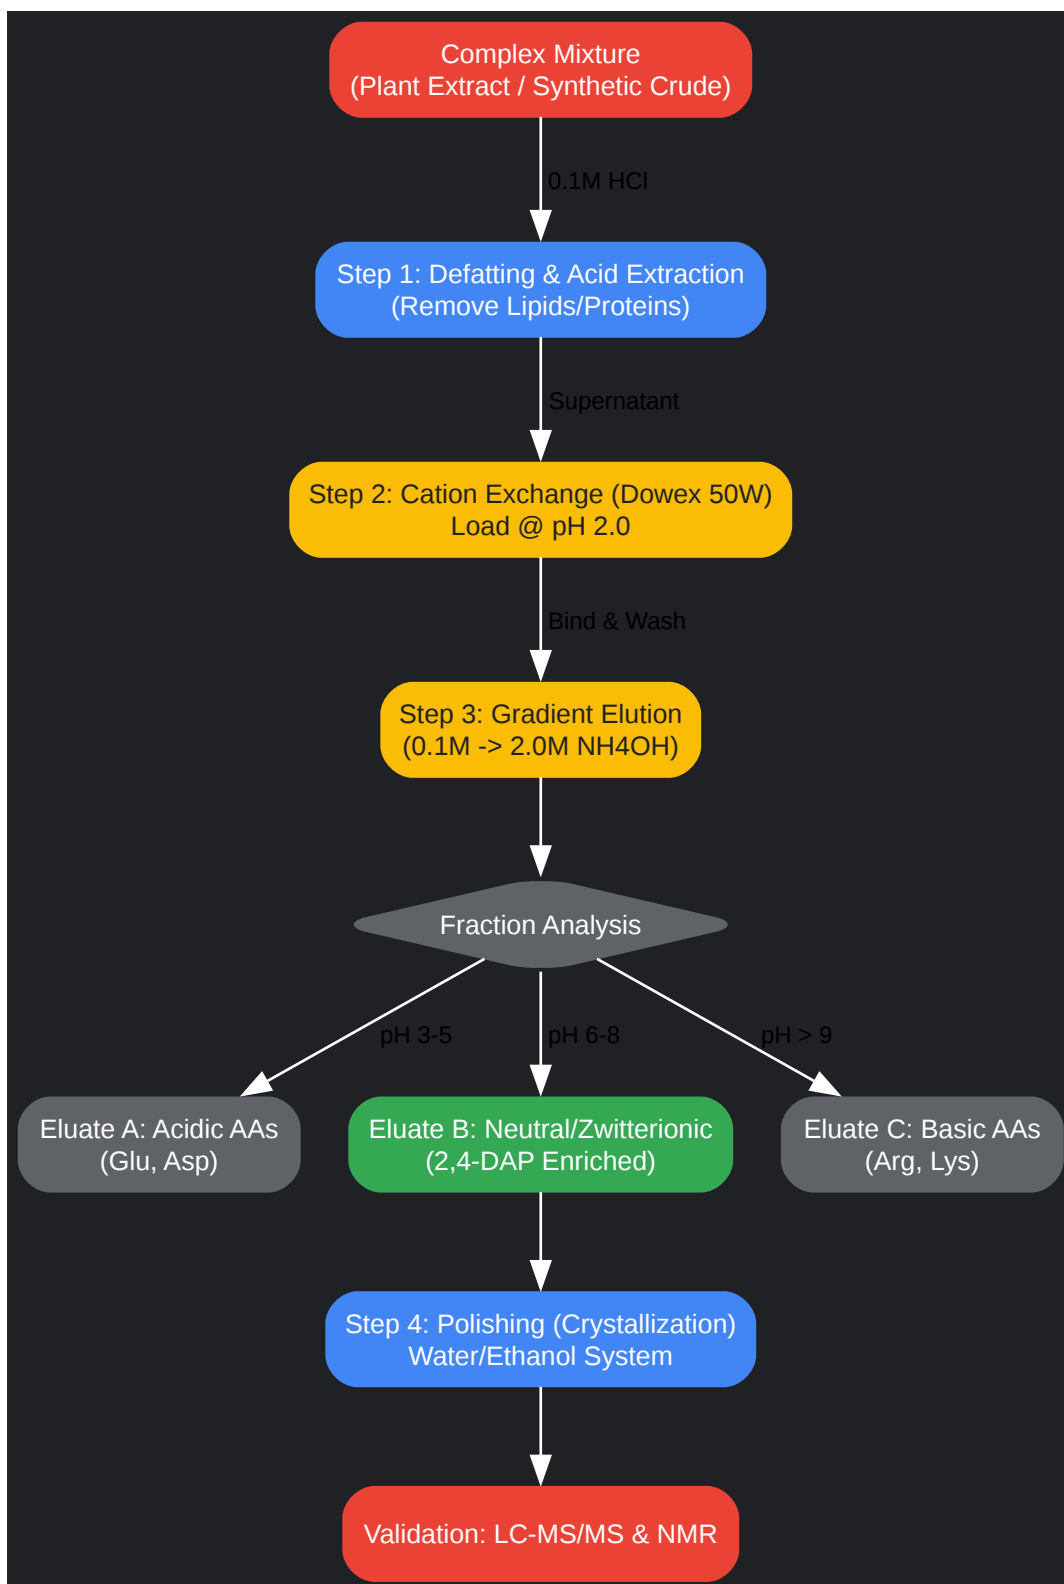 Complex Mixture
(Plant Extract / Synthetic Crude)
0.1M HCl
Step 1: Defatting & Acid Extraction
(Remove Lipids/Proteins)
Supernatant
Step 2: Cation Exchange (Dowex 50W)
Load @ pH 2.0
Bind & Wash
Step 3: Gradient Elution
(0.1M -> 2.0M NH4OH)
Fraction Analysis
pH 3-5
pH 6-8
pH > 9
Eluate A: Acidic AAs
(Glu, Asp)
Eluate B: Neutral/Zwitterionic
(2,4-DAP Enriched)
Eluate C: Basic AAs
(Arg, Lys)
Step 4: Polishing (Crystallization)
Water/Ethanol System
Validation: LC-MS/MS & NMR